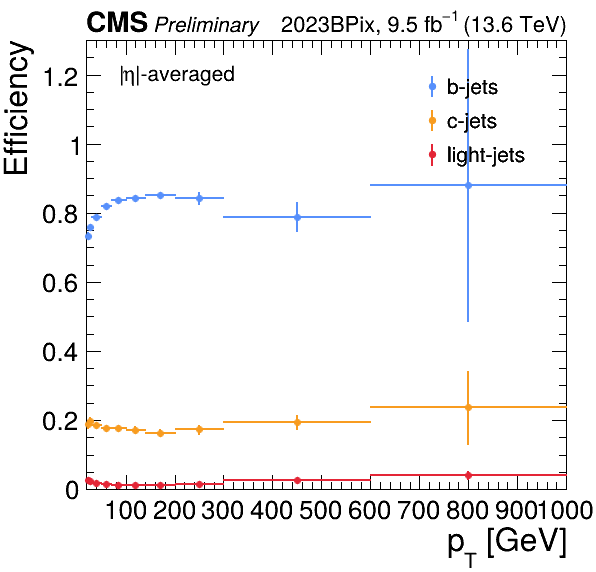 CMS Preliminary 2023BPix, 9.5 fb⁻¹ (13.6 TeV)
|η|-averaged
b-jets
c-jets
light-jets
Efficiency
1.2
1
0.8
0.6
0.4
0.2
0
100 200 300 400 500 600 700 800 900 1000
p_T [GeV]